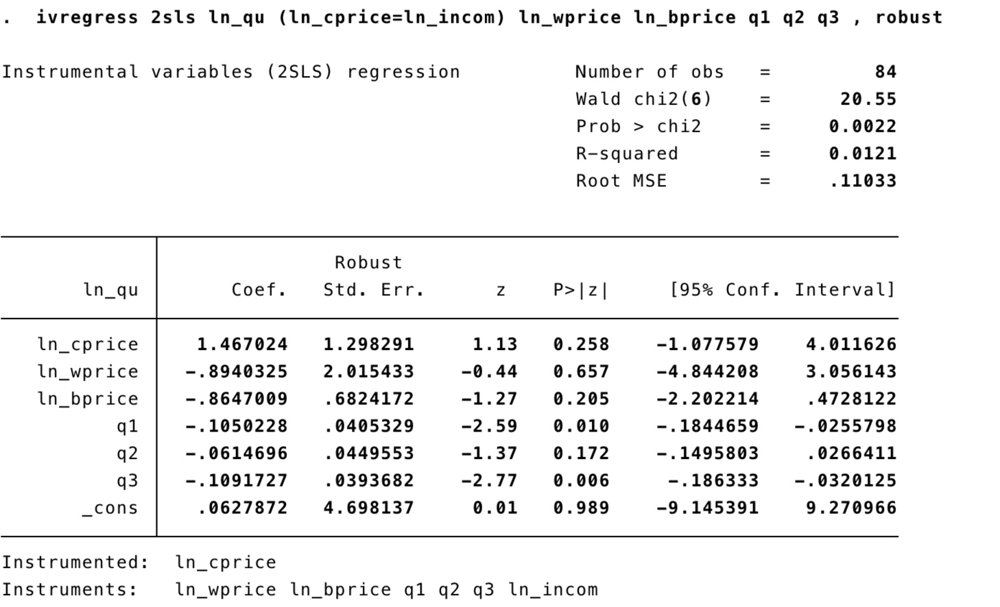 . ivregress 2sls ln_qu (ln_cprice=ln_incom) ln_wprice ln_bprice q1 q2 q3 , robust
Instrumental variables (2SLS) regression Number of obs = 84
Wald chi2(6) = 20.55
Prob > chi2 = 0.0022
R-squared = 0.0121
Root MSE = .11033
Robust
ln_qu Coef. Std. Err. z P>|z| [95% Conf. Interval]
ln_cprice 1.467024 1.298291 1.13 0.258 -1.077579 4.011626
ln_wprice -.8940325 2.015433 -0.44 0.657 -4.844208 3.056143
ln_bprice -.8647009 .6824172 -1.27 0.205 -2.202214 .4728122
q1 -.1050228 .0405329 -2.59 0.010 -.1844659 -.0255798
q2 -.0614696 .0449553 -1.37 0.172 -.1495803 .0266411
q3 -.1091727 .0393682 -2.77 0.006 -.186333 -.0320125
_cons .0627872 4.698137 0.01 0.989 -9.145391 9.270966
Instrumented: ln_cprice
Instruments: ln_wprice ln_bprice q1 q2 q3 ln_incom